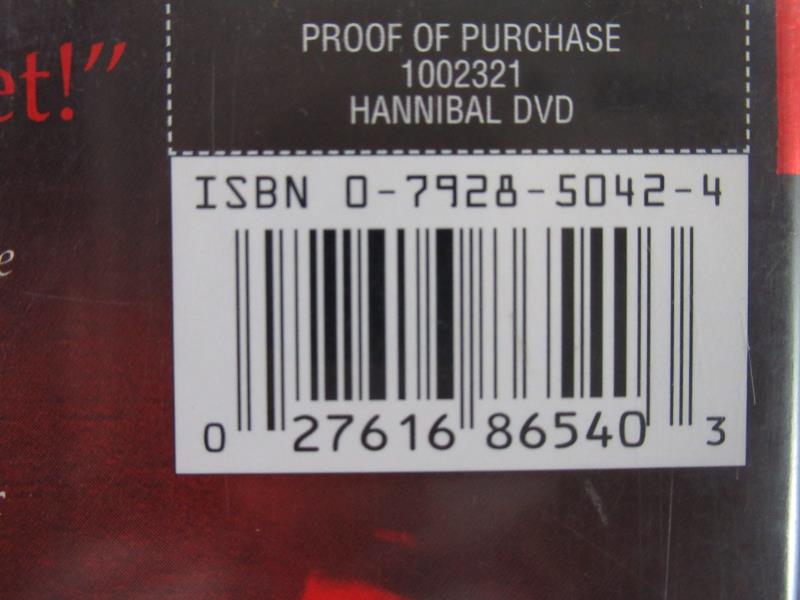 et!”
PROOF OF PURCHASE
1002321
HANNIBAL DVD
ISBN 0-7928-5042-4
e
0 27616 86540 3
r